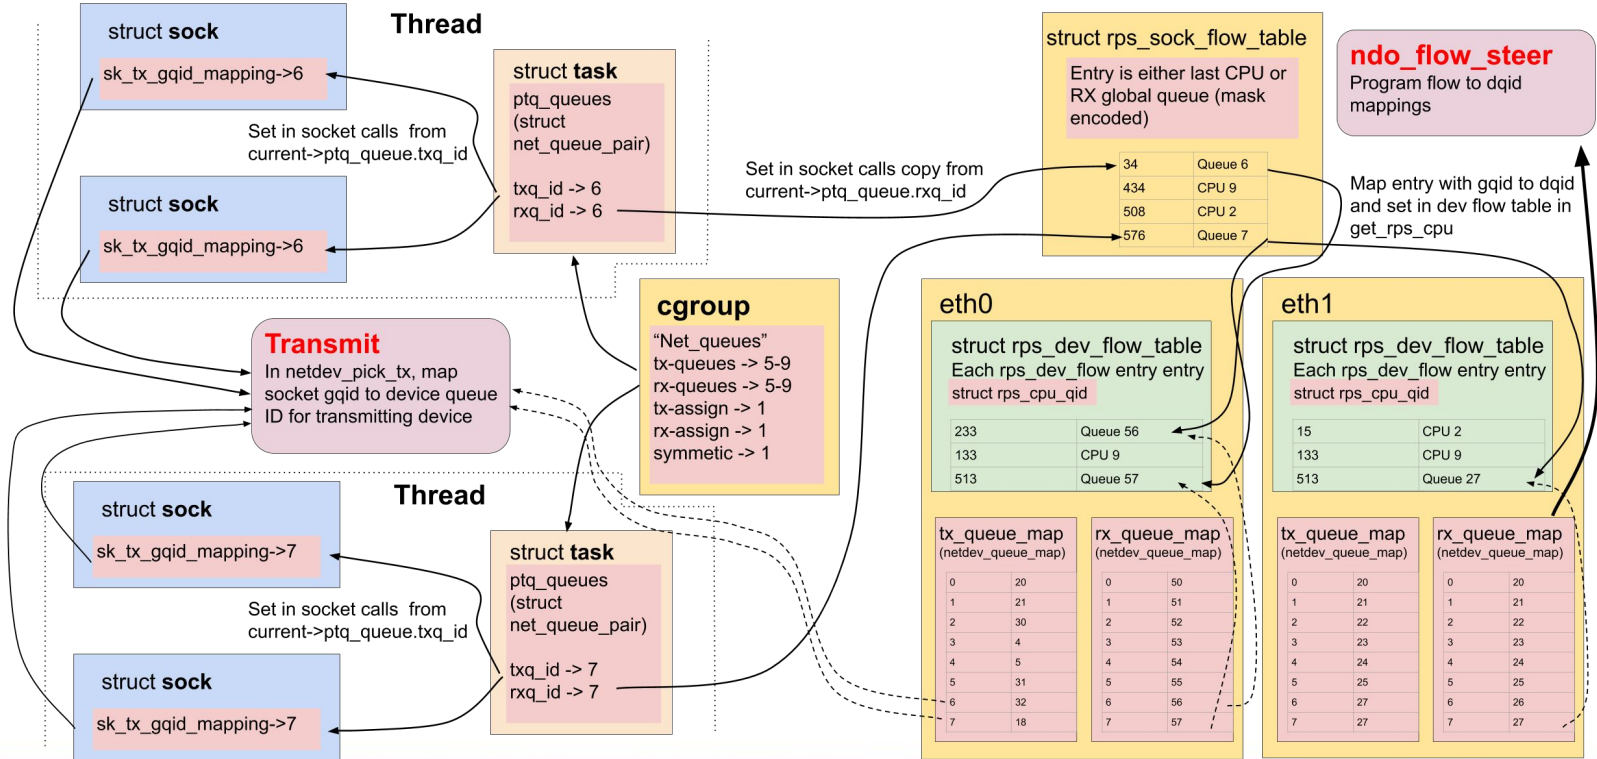 Thread
struct sock
sk_tx_gqid_mapping->6
Set in socket calls from
current->ptq_queue.txq_id
struct sock
sk_tx_gqid_mapping->6
struct task
ptq_queues
(struct
net_queue_pair)
txq_id -> 6
rxq_id -> 6
Set in socket calls copy from
current->ptq_queue.rxq_id
struct rps_sock_flow_table
Entry is either last CPU or
RX global queue (mask
encoded)
34 Queue 6
434 CPU 9
508 CPU 2
576 Queue 7
ndo_flow_steer
Program flow to dqid
mappings
Map entry with gqid to dqid
and set in dev flow table in
get_rps_cpu
Transmit
In netdev_pick_tx, map
socket gqid to device queue
ID for transmitting device
cgroup
“Net_queues”
tx-queues -> 5-9
rx-queues -> 5-9
tx-assign -> 1
rx-assign -> 1
symmetic -> 1
Thread
struct sock
sk_tx_gqid_mapping->7
Set in socket calls from
current->ptq_queue.txq_id
struct sock
sk_tx_gqid_mapping->7
struct task
ptq_queues
(struct
net_queue_pair)
txq_id -> 7
rxq_id -> 7
eth0
struct rps_dev_flow_table
Each rps_dev_flow entry entry
struct rps_cpu_qid
233 Queue 56
133 CPU 9
513 Queue 57
tx_queue_map
(netdev_queue_map)
0 20
1 21
2 30
3 4
4 5
5 31
6 32
7 18
rx_queue_map
(netdev_queue_map)
0 50
1 51
2 52
3 53
4 54
5 55
6 56
7 57
eth1
struct rps_dev_flow_table
Each rps_dev_flow entry entry
struct rps_cpu_qid
15 CPU 2
133 CPU 9
513 Queue 27
tx_queue_map
(netdev_queue_map)
0 20
1 21
2 22
3 23
4 24
5 25
6 27
7 27
rx_queue_map
(netdev_queue_map)
0 20
1 21
2 22
3 23
4 24
5 25
6 26
7 27